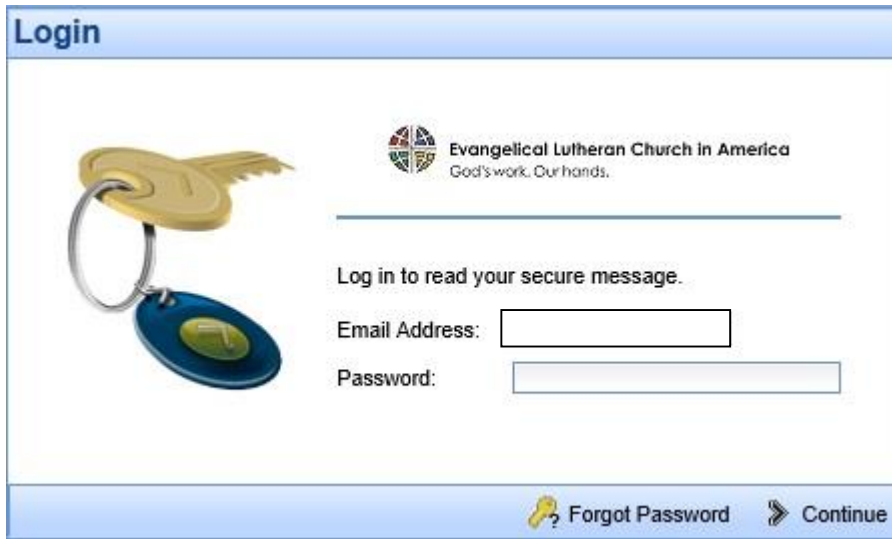 Login
Evangelical Lutheran Church in America
God's work. Our hands.
Log in to read your secure message.
Email Address:
Password:
Forgot Password
Continue